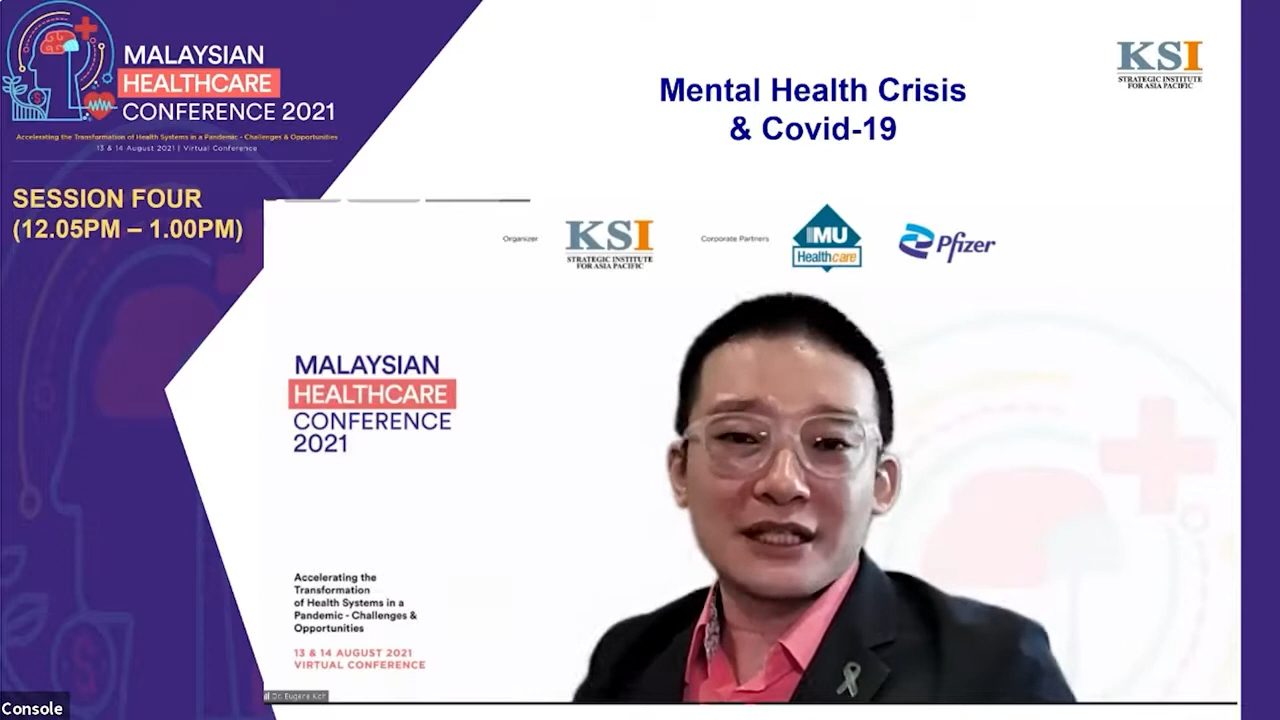 MALAYSIAN
HEALTHCARE
CONFERENCE 2021
Accelerating the Transformation of Health Systems in a Pandemic - Challenges & Opportunities
13 & 14 August 2021 | Virtual Conference
SESSION FOUR
(12.05PM – 1.00PM)
Mental Health Crisis
& Covid-19
KSI
STRATEGIC INSTITUTE
FOR ASIA PACIFIC
Organizer
KSI
STRATEGIC INSTITUTE
FOR ASIA PACIFIC
Corporate Partners
IMU
Healthcare
Pfizer
MALAYSIAN
HEALTHCARE
CONFERENCE
2021
Accelerating the
Transformation
of Health Systems in a
Pandemic - Challenges &
Opportunities
13 & 14 AUGUST 2021
VIRTUAL CONFERENCE
Dr. Eugene Koh
Console